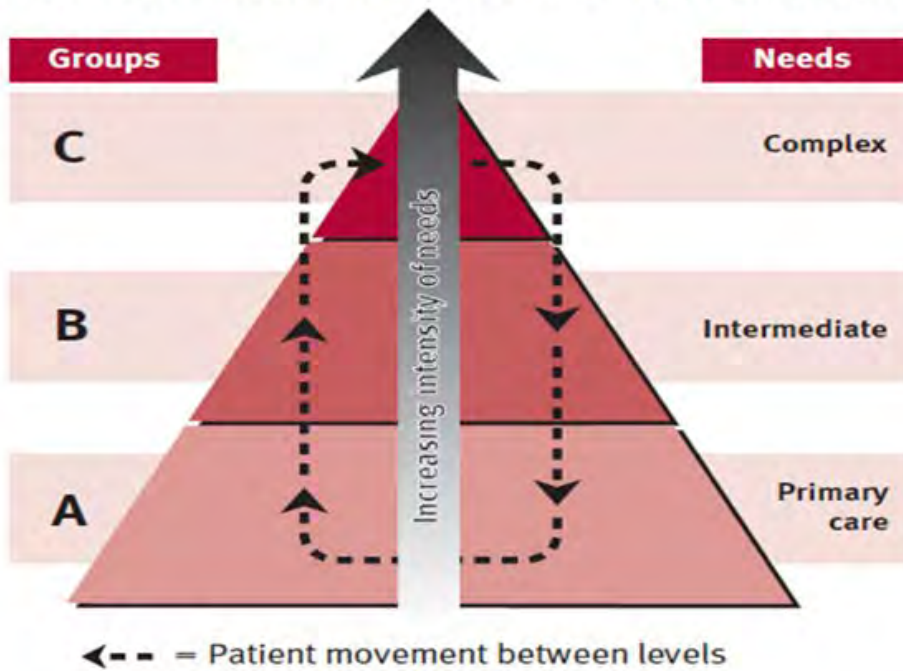 Groups
Needs
C
Complex
B
Intermediate
A
Primary
care
Increasing intensity of needs
= Patient movement between levels